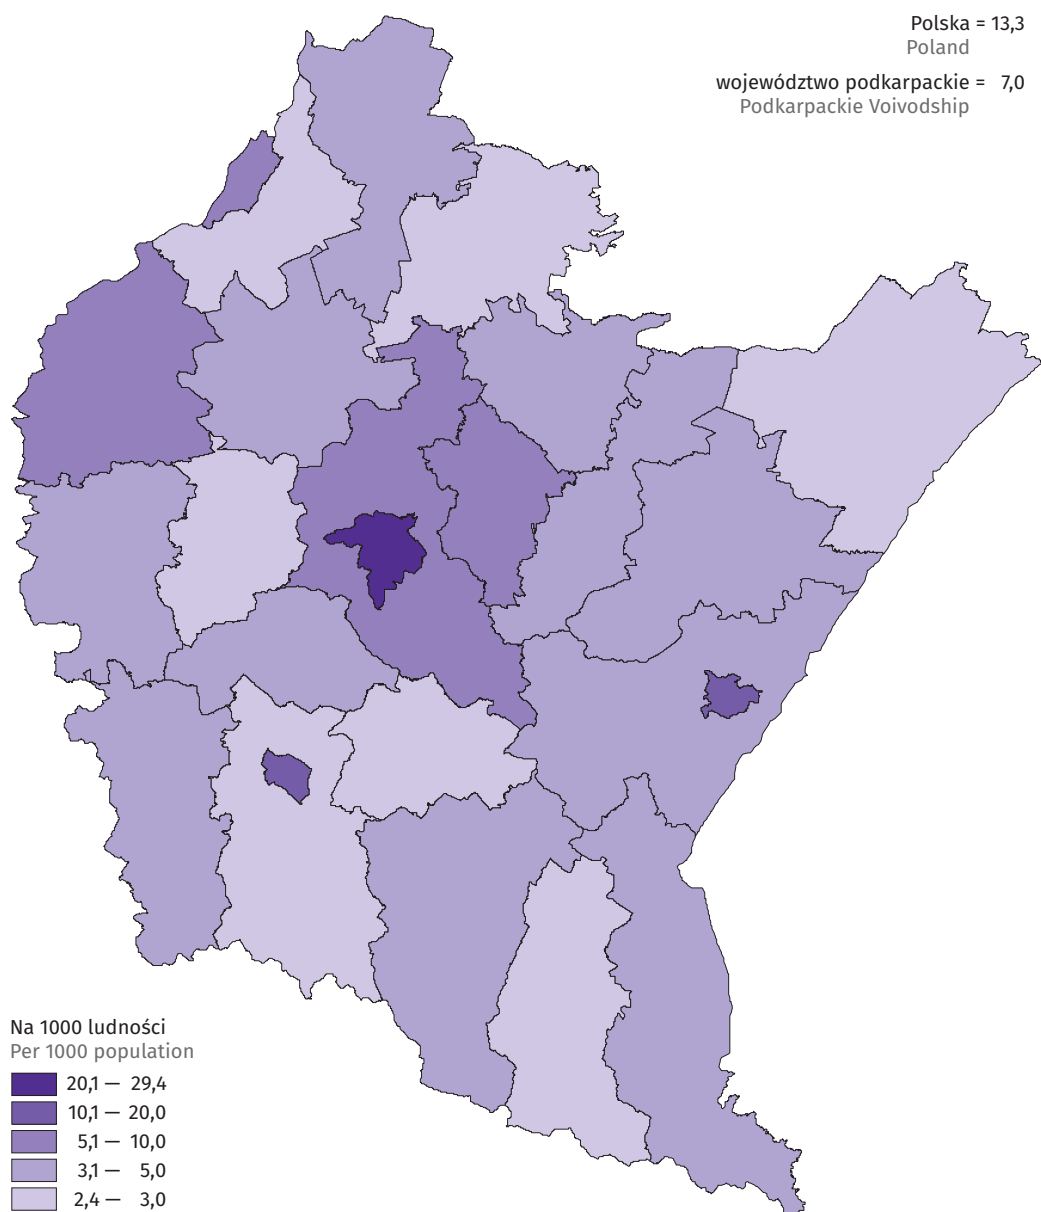 Polska = 13,3
Poland
województwo podkarpackie = 7,0
Podkarpackie Voivodship
Na 1000 ludności
Per 1000 population
20,1 — 29,4
10,1 — 20,0
5,1 — 10,0
3,1 — 5,0
2,4 — 3,0